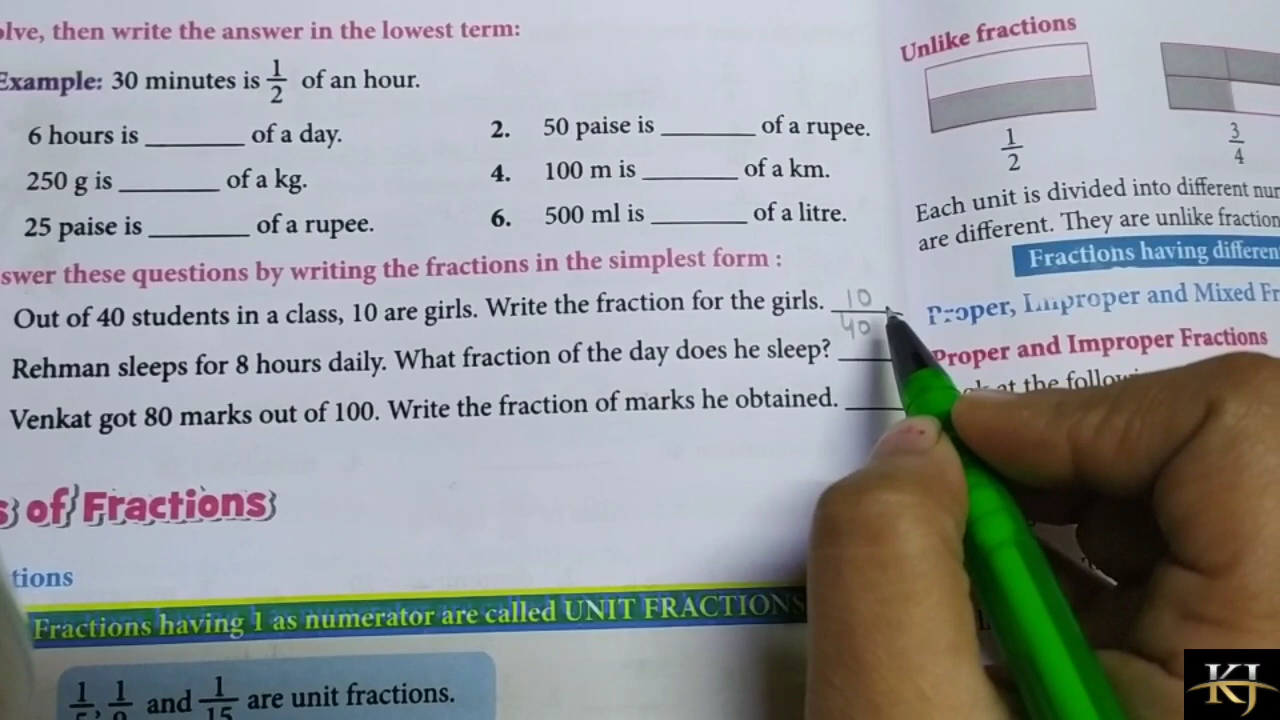 olve, then write the answer in the lowest term:
Example: 30 minutes is 1/2 of an hour.
6 hours is ________ of a day.
2. 50 paise is ________ of a rupee.
250 g is ________ of a kg.
4. 100 m is ________ of a km.
25 paise is ________ of a rupee.
6. 500 ml is ________ of a litre.
swer these questions by writing the fractions in the simplest form :
Out of 40 students in a class, 10 are girls. Write the fraction for the girls. 10/40
Rehman sleeps for 8 hours daily. What fraction of the day does he sleep? ____
Venkat got 80 marks out of 100. Write the fraction of marks he obtained. ____
s of Fractions
tions
Fractions having 1 as numerator are called UNIT FRACTIONS
and 1/15 are unit fractions.
Unlike fractions
1/2
3/4
Each unit is divided into different nu
are different. They are unlike fraction
Fractions having differen
Proper, Improper and Mixed Fr
Proper and Improper Fractions
at the follow
KJ